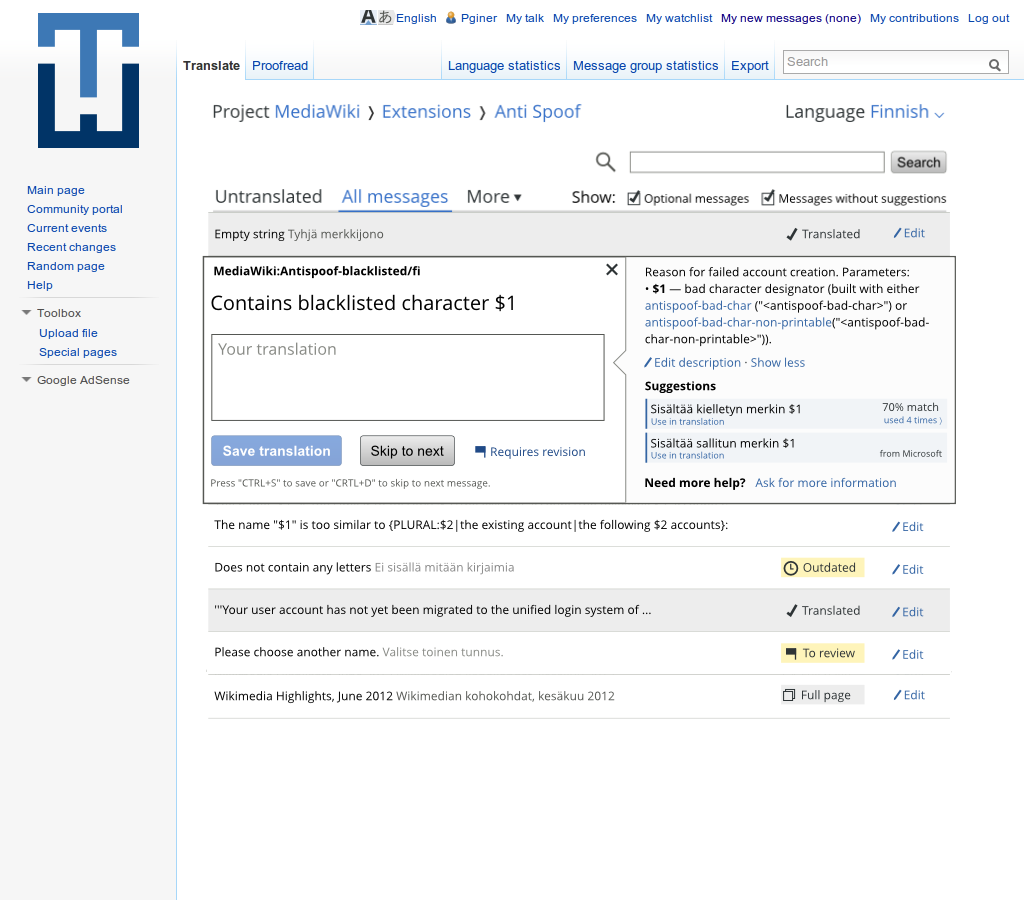 Aあ English Pginer My talk My preferences My watchlist My new messages (none) My contributions Log out
Translate Proofread Language statistics Message group statistics Export Search
Project MediaWiki ❭ Extensions ❭ Anti Spoof Language Finnish
Search
Untranslated All messages More ▾ Show: Optional messages Messages without suggestions
Main page
Community portal
Current events
Recent changes
Random page
Help
Toolbox
Upload file
Special pages
Google AdSense
Empty string Tyhjä merkkijono Translated Edit
MediaWiki:Antispoof-blacklisted/fi
Contains blacklisted character $1
Your translation
Save translation Skip to next Requires revision
Press "CTRL+S" to save or "CRTL+D" to skip to next message.
Reason for failed account creation. Parameters:
• $1 — bad character designator (built with either
antispoof-bad-char ("<antispoof-bad-char>") or
antispoof-bad-char-non-printable("<antispoof-bad-
char-non-printable>")).
Edit description · Show less
Suggestions
Sisältää kielletyn merkin $1 70% match
Use in translation used 4 times ⟩
Sisältää sallitun merkin $1
Use in translation from Microsoft
Need more help? Ask for more information
The name "$1" is too similar to {PLURAL:$2|the existing account|the following $2 accounts}: Edit
Does not contain any letters Ei sisällä mitään kirjaimia Outdated Edit
'''Your user account has not yet been migrated to the unified login system of ... Translated Edit
Please choose another name. Valitse toinen tunnus. To review Edit
Wikimedia Highlights, June 2012 Wikimedian kohokohdat, kesäkuu 2012 Full page Edit